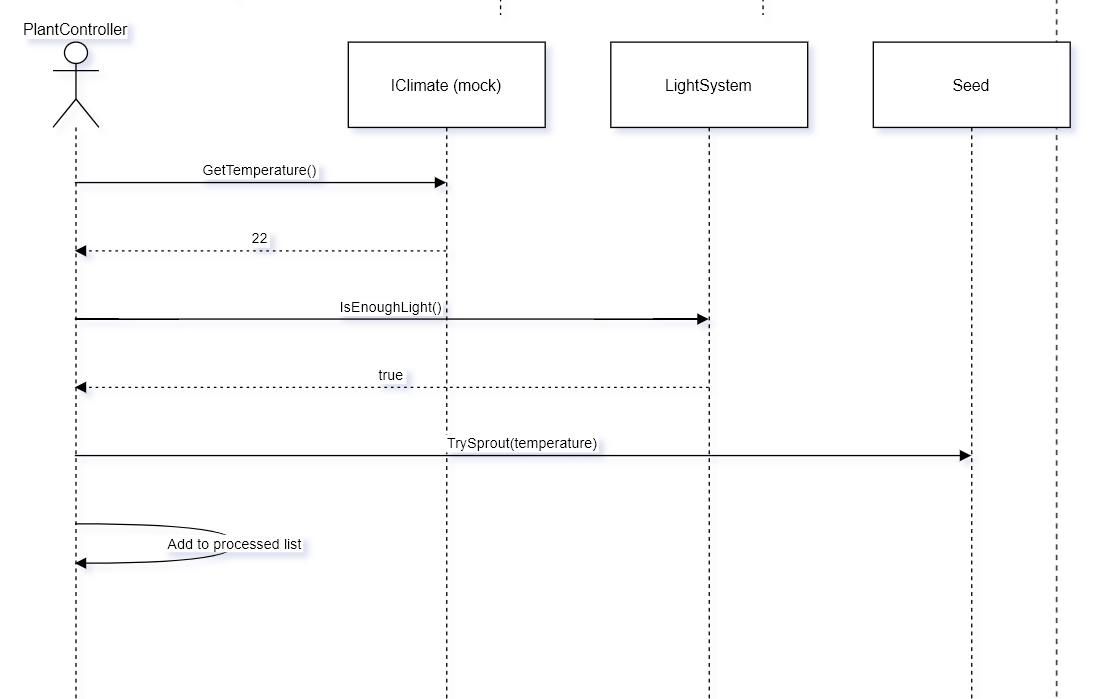 PlantController
IClimate (mock)
LightSystem
Seed
GetTemperature()
22
IsEnoughLight()
true
TrySprout(temperature)
Add to processed list